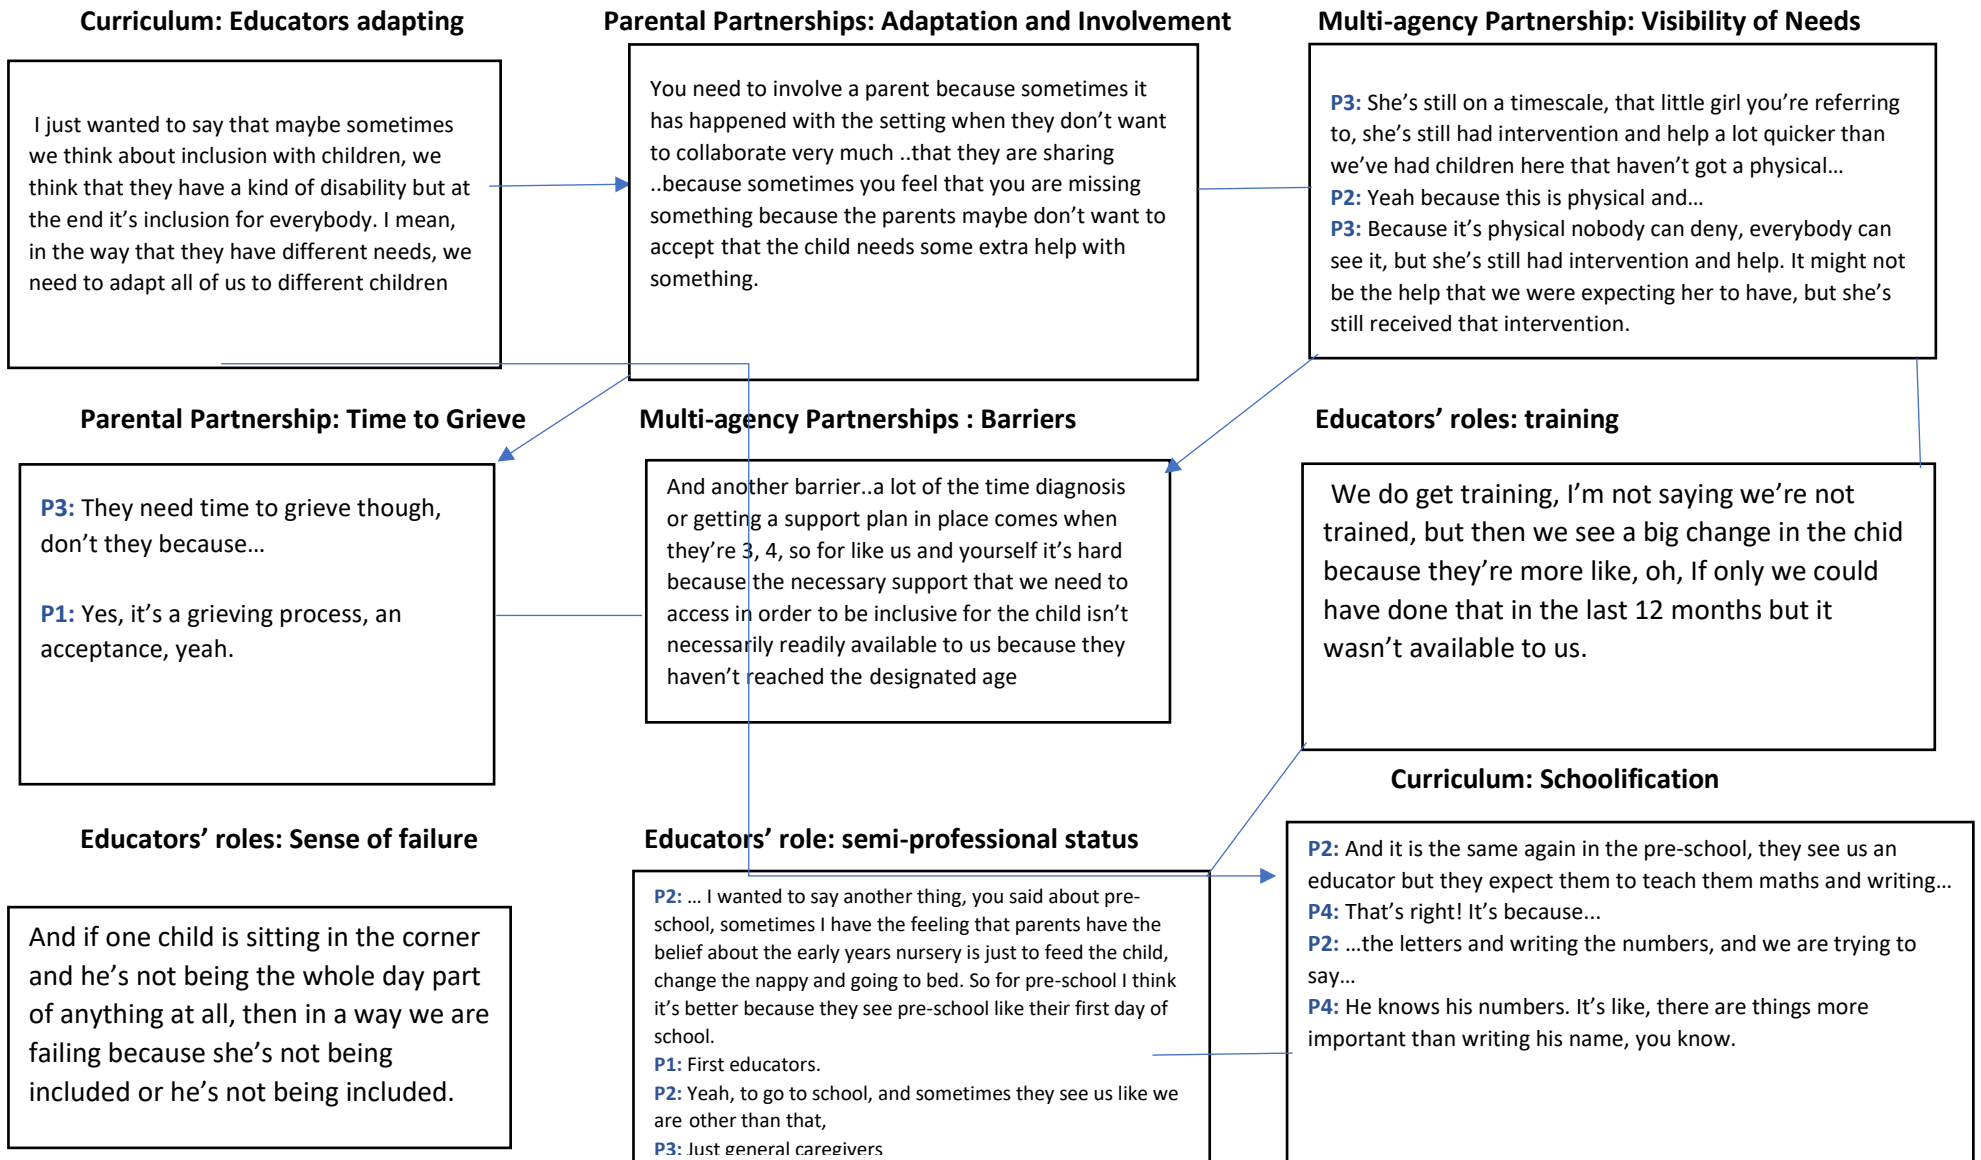 Curriculum: Educators adapting
I just wanted to say that maybe sometimes
we think about inclusion with children, we
think that they have a kind of disability but at
the end it’s inclusion for everybody. I mean,
in the way that they have different needs, we
need to adapt all of us to different children
Parental Partnerships: Adaptation and Involvement
You need to involve a parent because sometimes it
has happened with the setting when they don’t want
to collaborate very much ..that they are sharing
..because sometimes you feel that you are missing
something because the parents maybe don’t want to
accept that the child needs some extra help with
something.
Multi-agency Partnership: Visibility of Needs
P3: She’s still on a timescale, that little girl you’re referring
to, she’s still had intervention and help a lot quicker than
we’ve had children here that haven’t got a physical…
P2: Yeah because this is physical and…
P3: Because it’s physical nobody can deny, everybody can
see it, but she’s still had intervention and help. It might not
be the help that we were expecting her to have, but she’s
still received that intervention.
Parental Partnership: Time to Grieve
P3: They need time to grieve though,
don’t they because…
P1: Yes, it’s a grieving process, an
acceptance, yeah.
Multi-agency Partnerships : Barriers
And another barrier..a lot of the time diagnosis
or getting a support plan in place comes when
they’re 3, 4, so for like us and yourself it’s hard
because the necessary support that we need to
access in order to be inclusive for the child isn’t
necessarily readily available to us because they
haven’t reached the designated age
Educators’ roles: training
We do get training, I’m not saying we’re not
trained, but then we see a big change in the chid
because they’re more like, oh, If only we could
have done that in the last 12 months but it
wasn’t available to us.
Educators’ roles: Sense of failure
And if one child is sitting in the corner
and he’s not being the whole day part
of anything at all, then in a way we are
failing because she’s not being
included or he’s not being included.
Educators’ role: semi-professional status
P2: … I wanted to say another thing, you said about pre-
school, sometimes I have the feeling that parents have the
belief about the early years nursery is just to feed the child,
change the nappy and going to bed. So for pre-school I think
it’s better because they see pre-school like their first day of
school.
P1: First educators.
P2: Yeah, to go to school, and sometimes they see us like we
are other than that,
P3: Just general caregivers
Curriculum: Schoolification
P2: And it is the same again in the pre-school, they see us an
educator but they expect them to teach them maths and writing…
P4: That’s right! It’s because...
P2: …the letters and writing the numbers, and we are trying to
say…
P4: He knows his numbers. It’s like, there are things more
important than writing his name, you know.